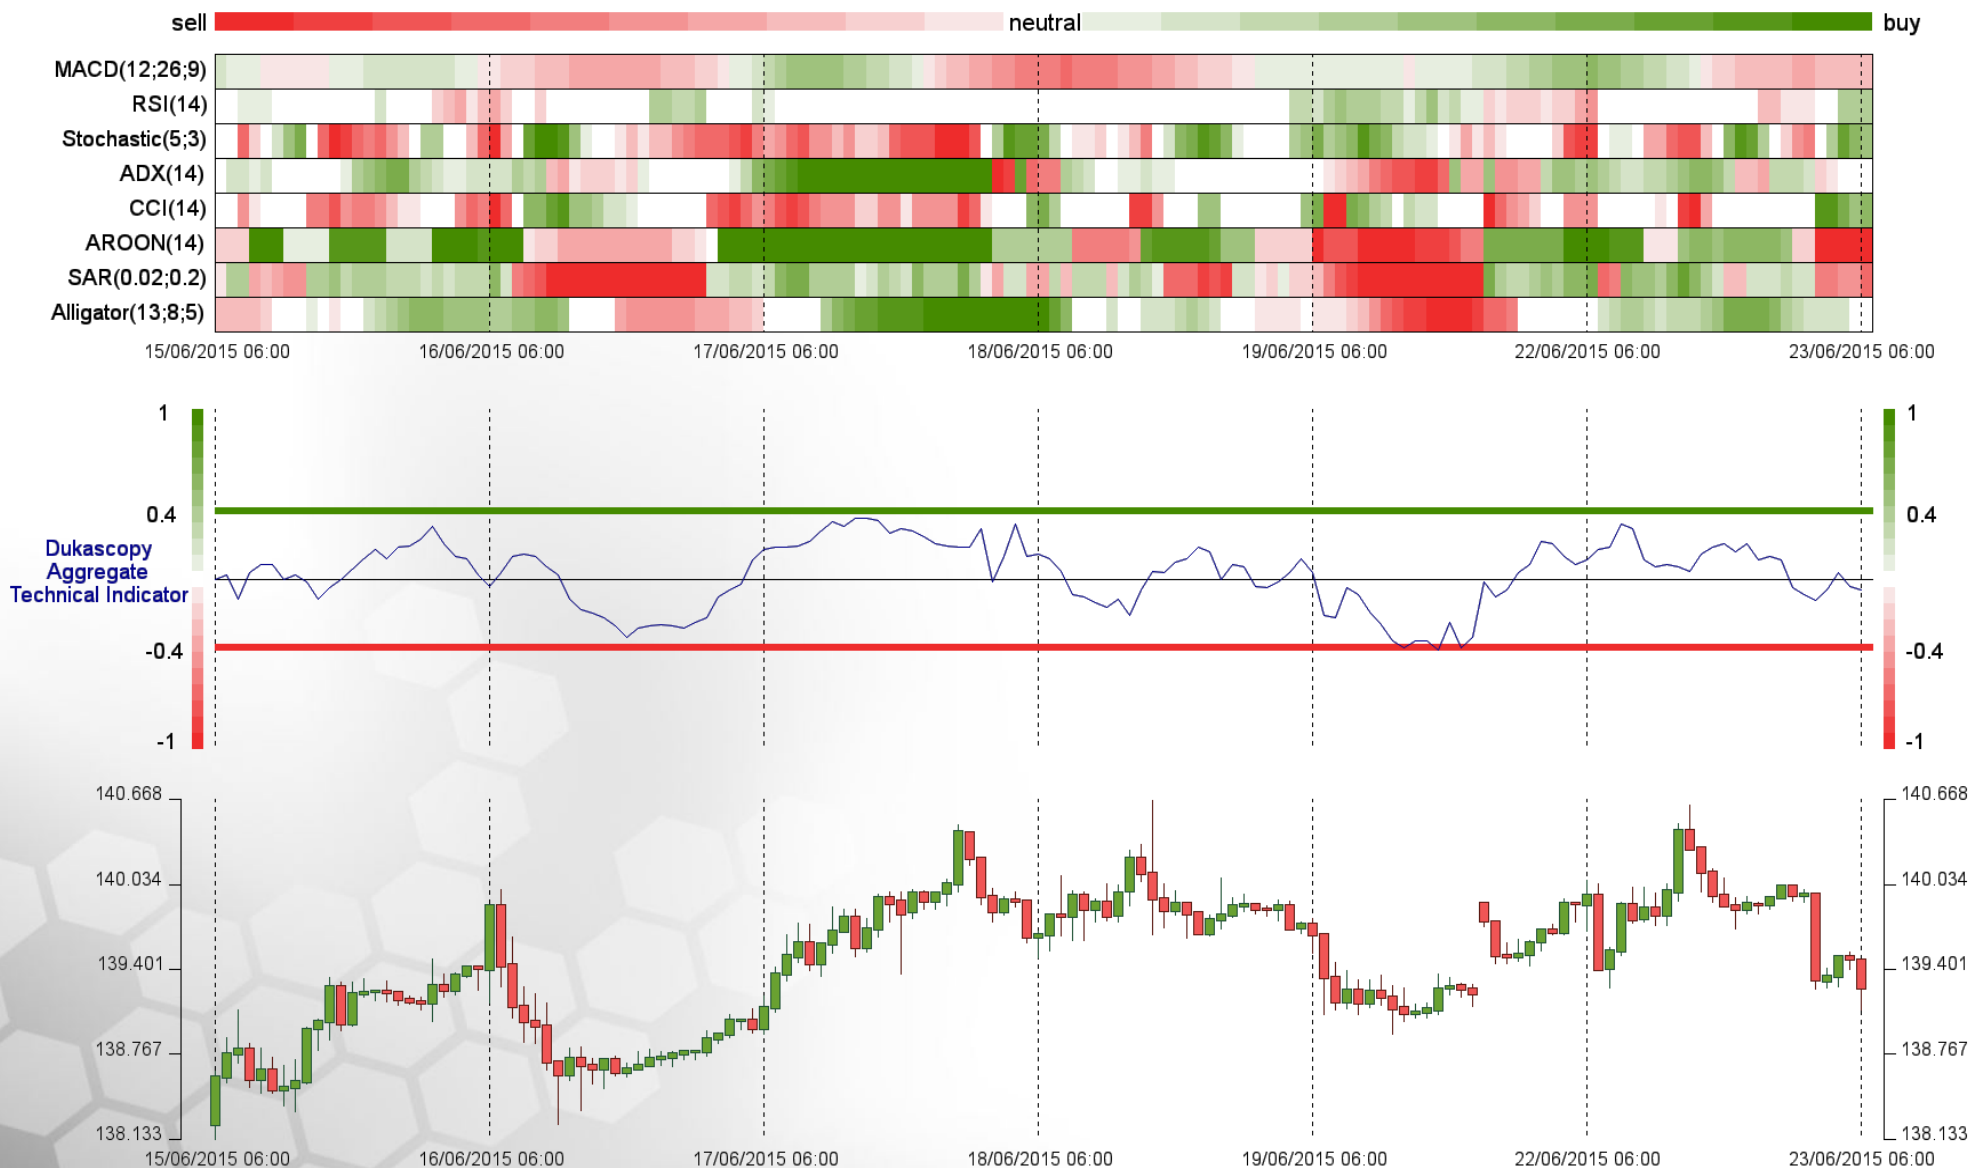 sell neutral buy
MACD(12;26;9)
RSI(14)
Stochastic(5;3)
ADX(14)
CCI(14)
AROON(14)
SAR(0.02;0.2)
Alligator(13;8;5)
15/06/2015 06:00 16/06/2015 06:00 17/06/2015 06:00 18/06/2015 06:00 19/06/2015 06:00 22/06/2015 06:00 23/06/2015 06:00
1 1
0.4 0.4
Dukascopy
Aggregate
Technical Indicator
-0.4 -0.4
-1 -1
140.668 140.668
140.034 140.034
139.401 139.401
138.767 138.767
138.133 138.133
15/06/2015 06:00 16/06/2015 06:00 17/06/2015 06:00 18/06/2015 06:00 19/06/2015 06:00 22/06/2015 06:00 23/06/2015 06:00